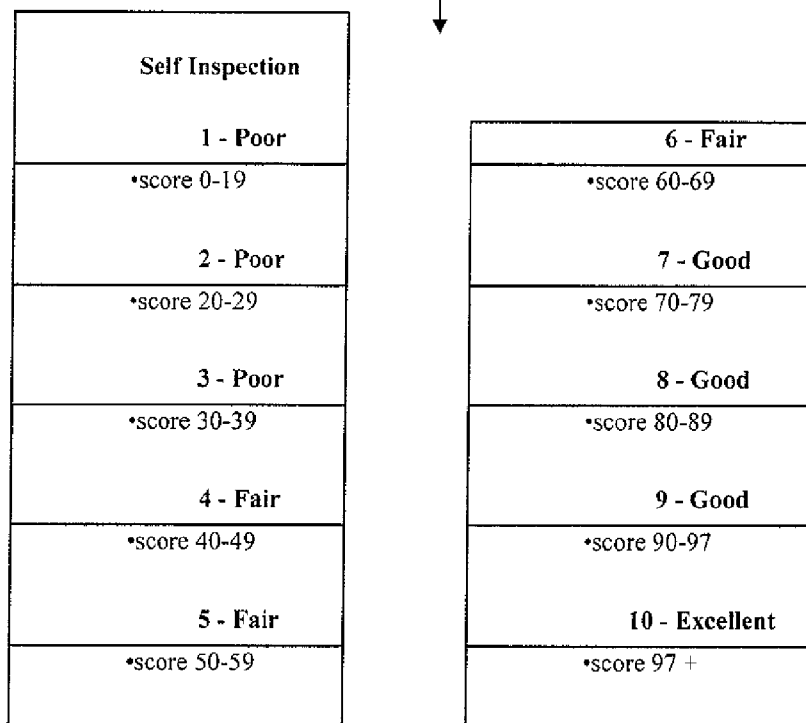 Self Inspection
1 - Poor
•score 0-19
2 - Poor
•score 20-29
3 - Poor
•score 30-39
4 - Fair
•score 40-49
5 - Fair
•score 50-59
6 - Fair
•score 60-69
7 - Good
•score 70-79
8 - Good
•score 80-89
9 - Good
•score 90-97
10 - Excellent
•score 97 +